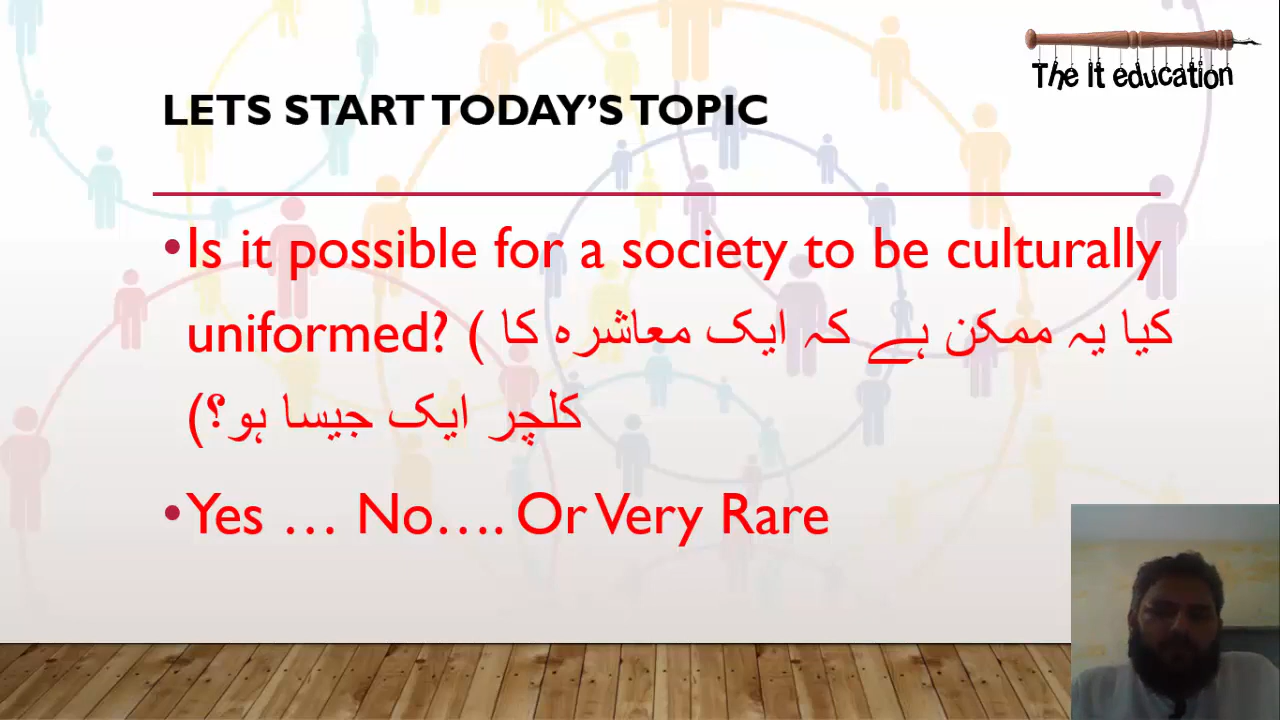 The It education
LETS START TODAY'S TOPIC
•Is it possible for a society to be culturally
uniformed? ( کیا یہ ممکن ہے کہ ایک معاشرہ کا
کلچر ایک جیسا ہو؟)
•Yes … No…. Or Very Rare